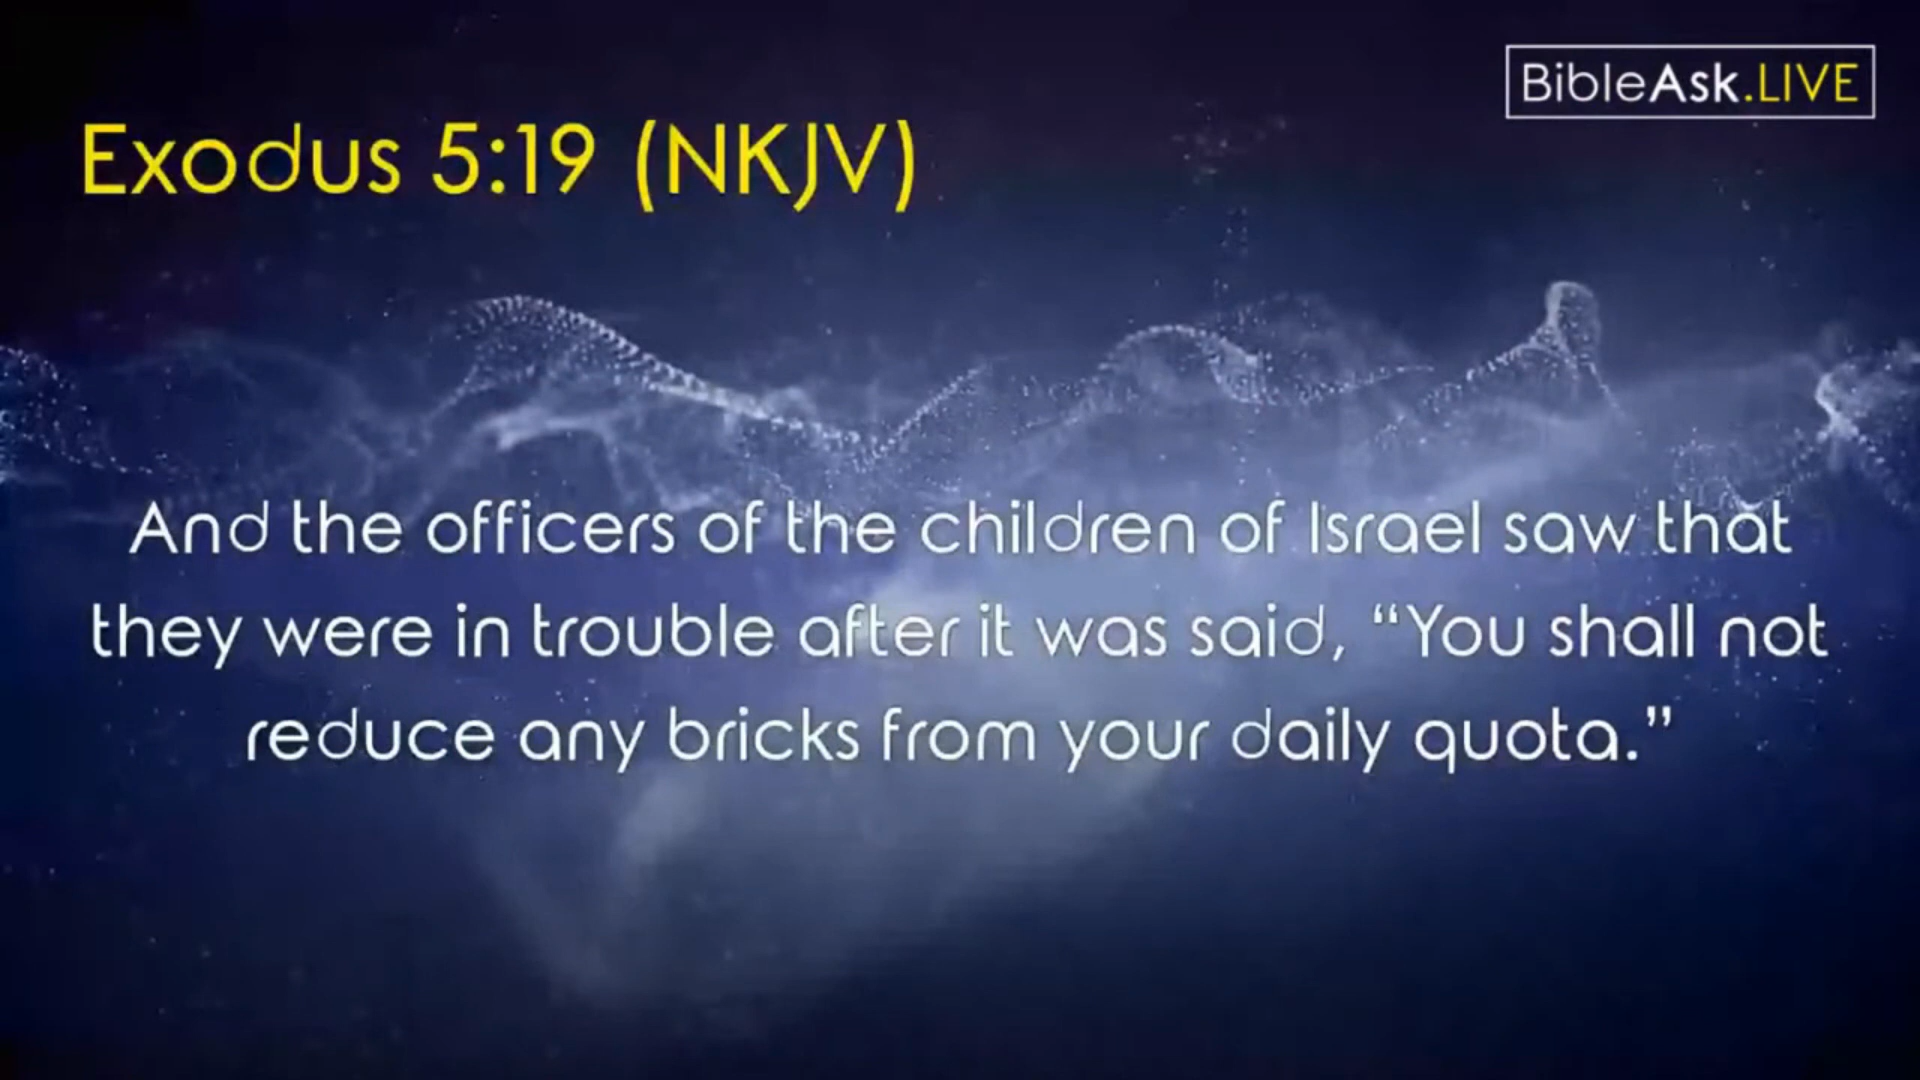 BibleAsk.LIVE
Exodus 5:19 (NKJV)
And the officers of the children of Israel saw that
they were in trouble after it was said, “You shall not
reduce any bricks from your daily quota.”